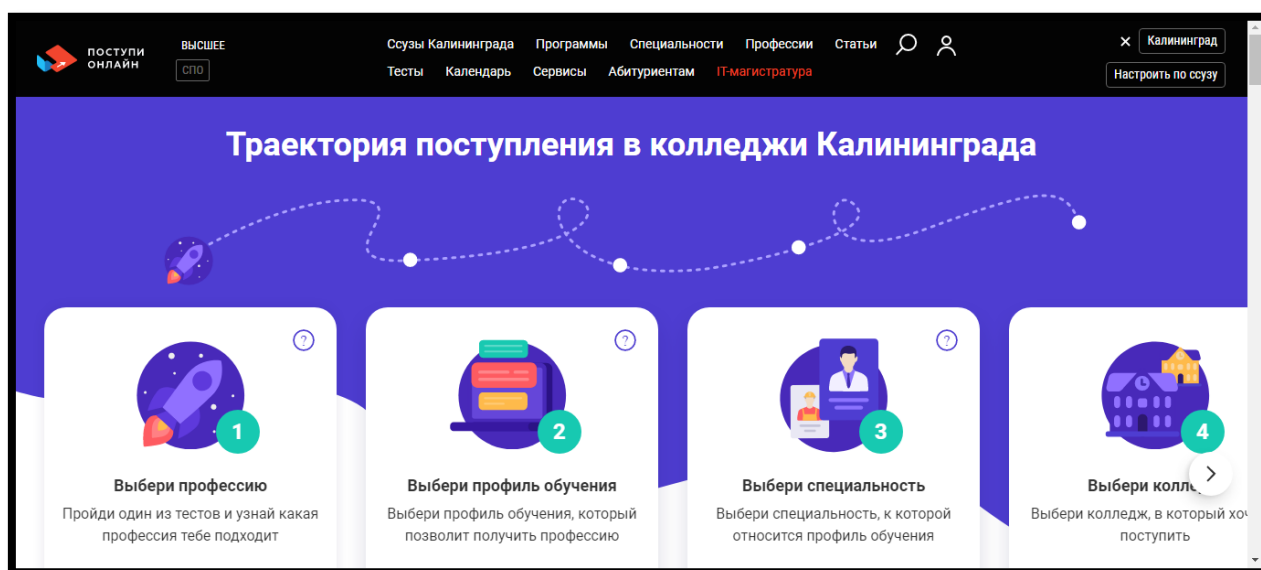 ПОСТУПИ
ОНЛАЙН
ВЫСШЕЕ
СПО
Ссузы Калининграда Программы Специальности Профессии Статьи
Тесты Календарь Сервисы Абитуриентам IT-магистратура
× Калининград
Настроить по ссузу
Траектория поступления в колледжи Калининграда
?
1
Выбери профессию
Пройди один из тестов и узнай какая
профессия тебе подходит
?
2
Выбери профиль обучения
Выбери профиль обучения, который
позволит получить профессию
?
3
Выбери специальность
Выбери специальность, к которой
относится профиль обучения
4
Выбери
Выбери колледж, в который
поступить